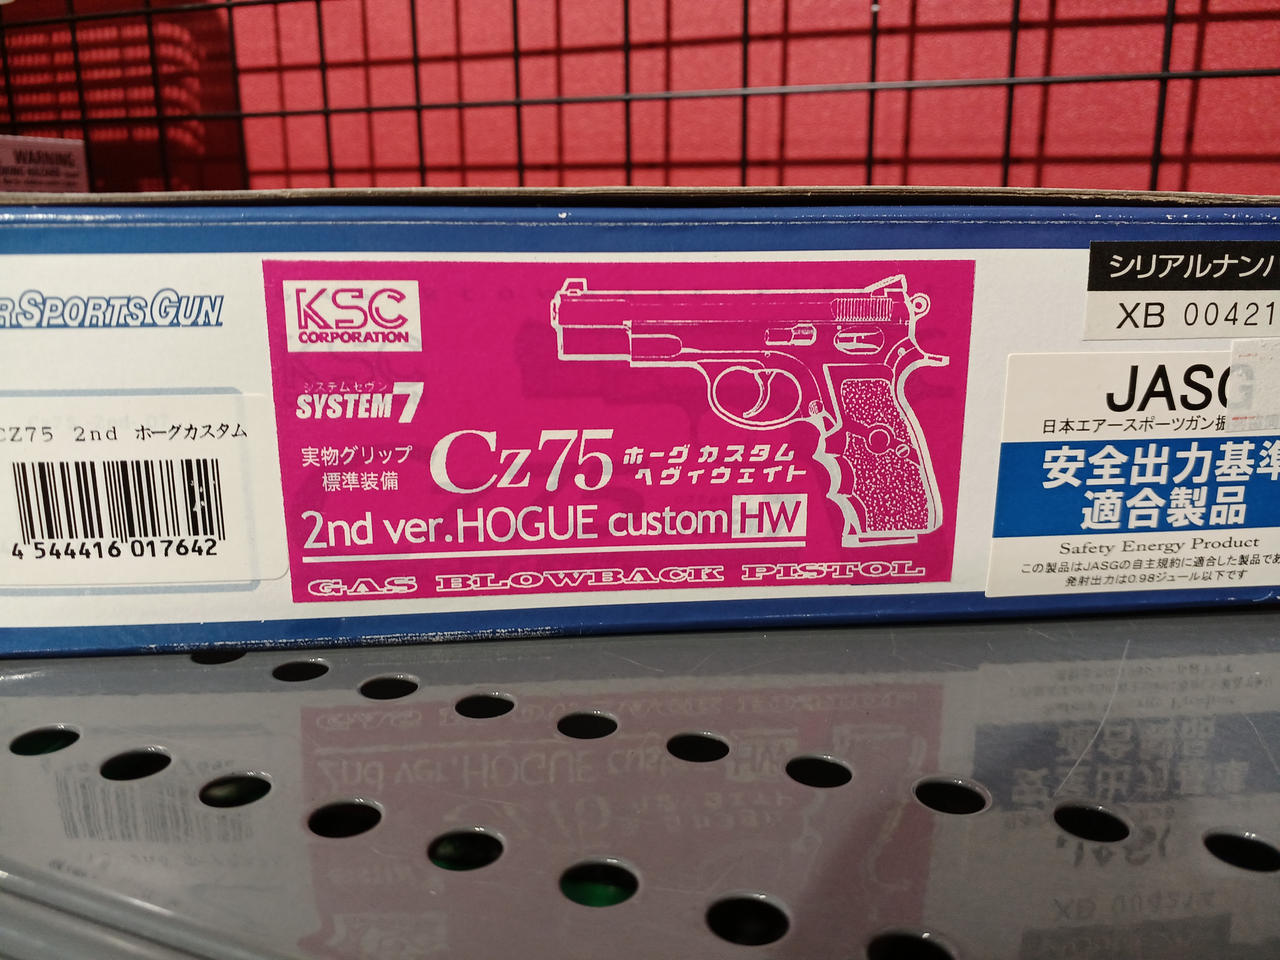 WARNING:
RSPORTSGUN
CZ75 2nd ホーグカスタム
4 544416 017642
KSC
CORPORATION
システムセヴン
SYSTEM7
実物グリップ
標準装備
Cz75
ホーグカスタム
ヘヴィウェイト
2nd ver.HOGUE custom HW
GAS BLOWBACK PISTOL
シリアルナンバ
XB 00421
JASG
日本エアースポーツガン振
安全出力基準
適合製品
Safety Energy Product
この製品はJASGの自主規約に適合した製品であ
発射出力は0.98ジュール以下です